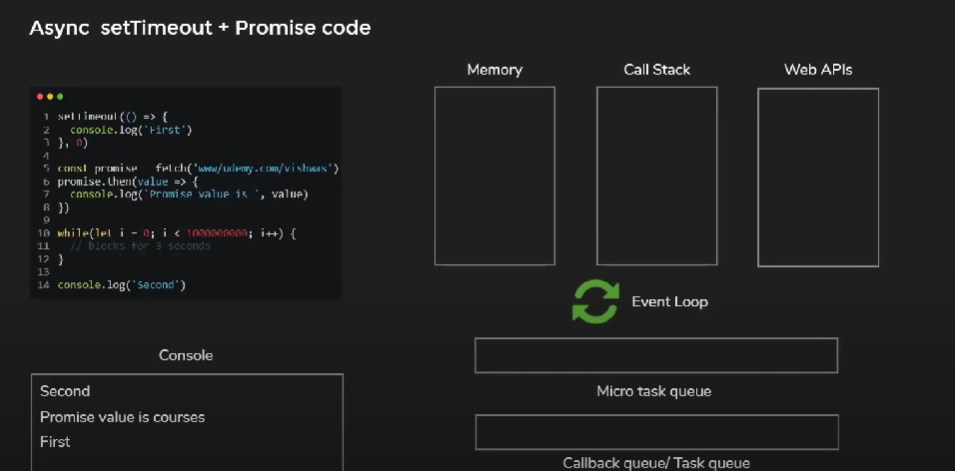 Async setTimeout + Promise code
Memory
Call Stack
Web APIs
1 setTimeout(() => {
2 console.log('First')
3 }, 0)
4
5 const promise = fetch('www/udemy.com/vishwas')
6 promise.then(value => {
7 console.log('Promise value is ', value)
8 })
9
10 while(let i = 0; i < 1000000000; i++) {
11 // blocks for 3 seconds
12 }
13
14 console.log('Second')
Event Loop
Console
Second
Promise value is courses
First
Micro task queue
Callback queue/ Task queue